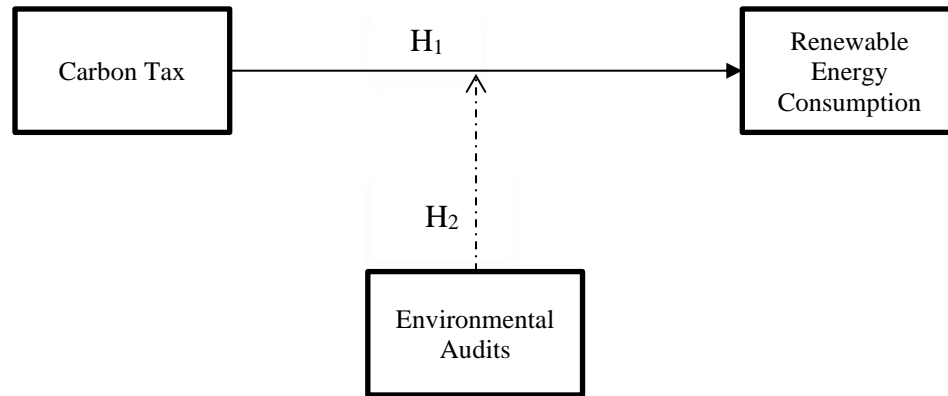 H₁
Carbon Tax
Renewable
Energy
Consumption
H₂
Environmental
Audits